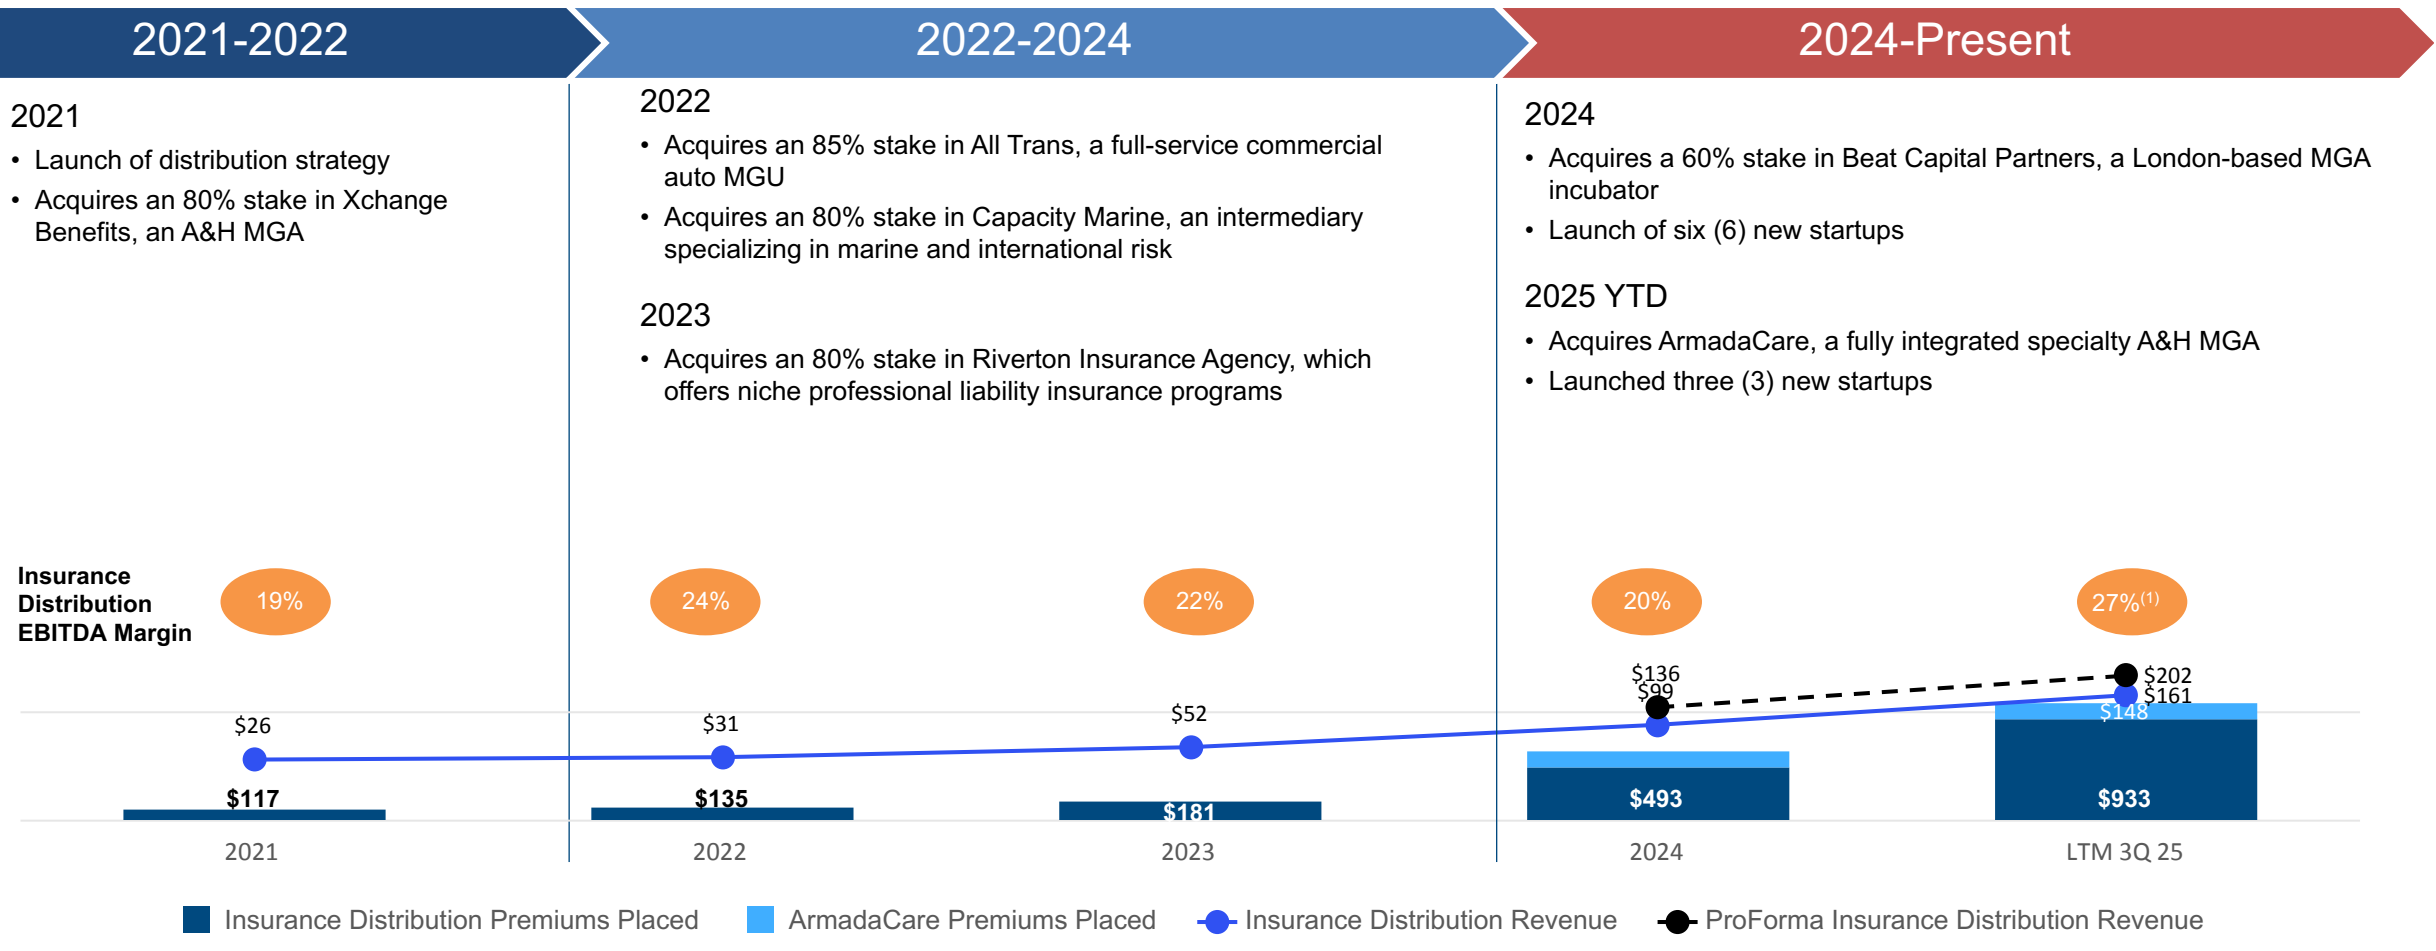 2021-2022
2022-2024
2024-Present
2021
• Launch of distribution strategy
• Acquires an 80% stake in Xchange
Benefits, an A&H MGA
2022
• Acquires an 85% stake in All Trans, a full-service commercial
auto MGU
• Acquires an 80% stake in Capacity Marine, an intermediary
specializing in marine and international risk
2023
• Acquires an 80% stake in Riverton Insurance Agency, which
offers niche professional liability insurance programs
2024
• Acquires a 60% stake in Beat Capital Partners, a London-based MGA
incubator
• Launch of six (6) new startups
2025 YTD
• Acquires ArmadaCare, a fully integrated specialty A&H MGA
• Launched three (3) new startups
Insurance
Distribution
EBITDA Margin
19%
24%
22%
20%
27%(1)
$26
$31
$52
$136
$99
$202
$161
$148
$117
$135
$181
$493
$933
2021
2022
2023
2024
LTM 3Q 25
Insurance Distribution Premiums Placed
ArmadaCare Premiums Placed
Insurance Distribution Revenue
ProForma Insurance Distribution Revenue